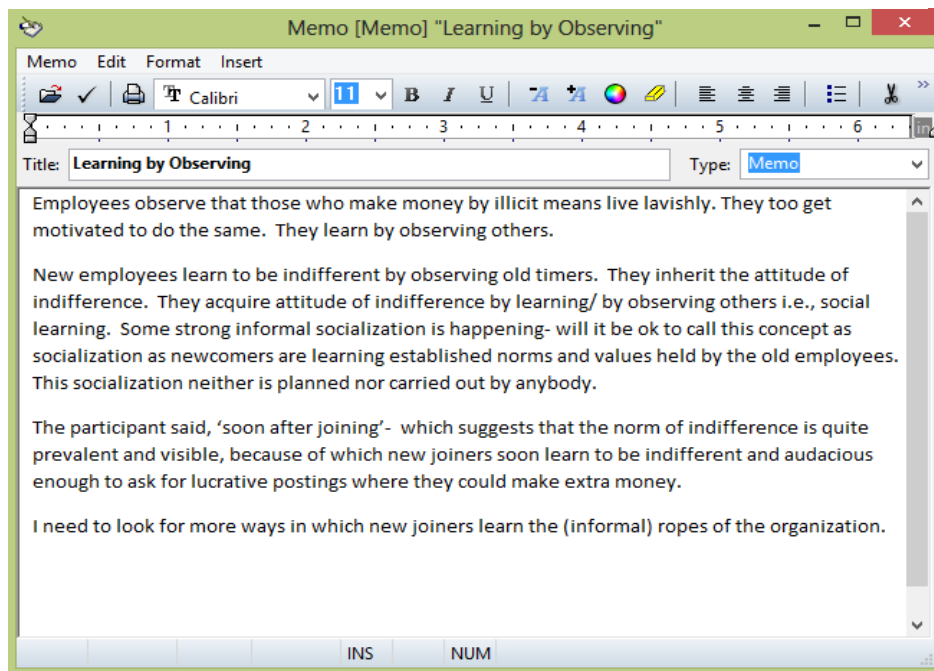 Memo [Memo] "Learning by Observing"
Memo Edit Format Insert
Calibri 11 B I U A A
1 2 3 4 5 6 in
Title: Learning by Observing Type: Memo
Employees observe that those who make money by illicit means live lavishly. They too get
motivated to do the same.  They learn by observing others.
New employees learn to be indifferent by observing old timers.  They inherit the attitude of
indifference.  They acquire attitude of indifference by learning/ by observing others i.e., social
learning.  Some strong informal socialization is happening- will it be ok to call this concept as
socialization as newcomers are learning established norms and values held by the old employees.
This socialization neither is planned nor carried out by anybody.
The participant said, ‘soon after joining’-  which suggests that the norm of indifference is quite
prevalent and visible, because of which new joiners soon learn to be indifferent and audacious
enough to ask for lucrative postings where they could make extra money.
I need to look for more ways in which new joiners learn the (informal) ropes of the organization.
INS NUM